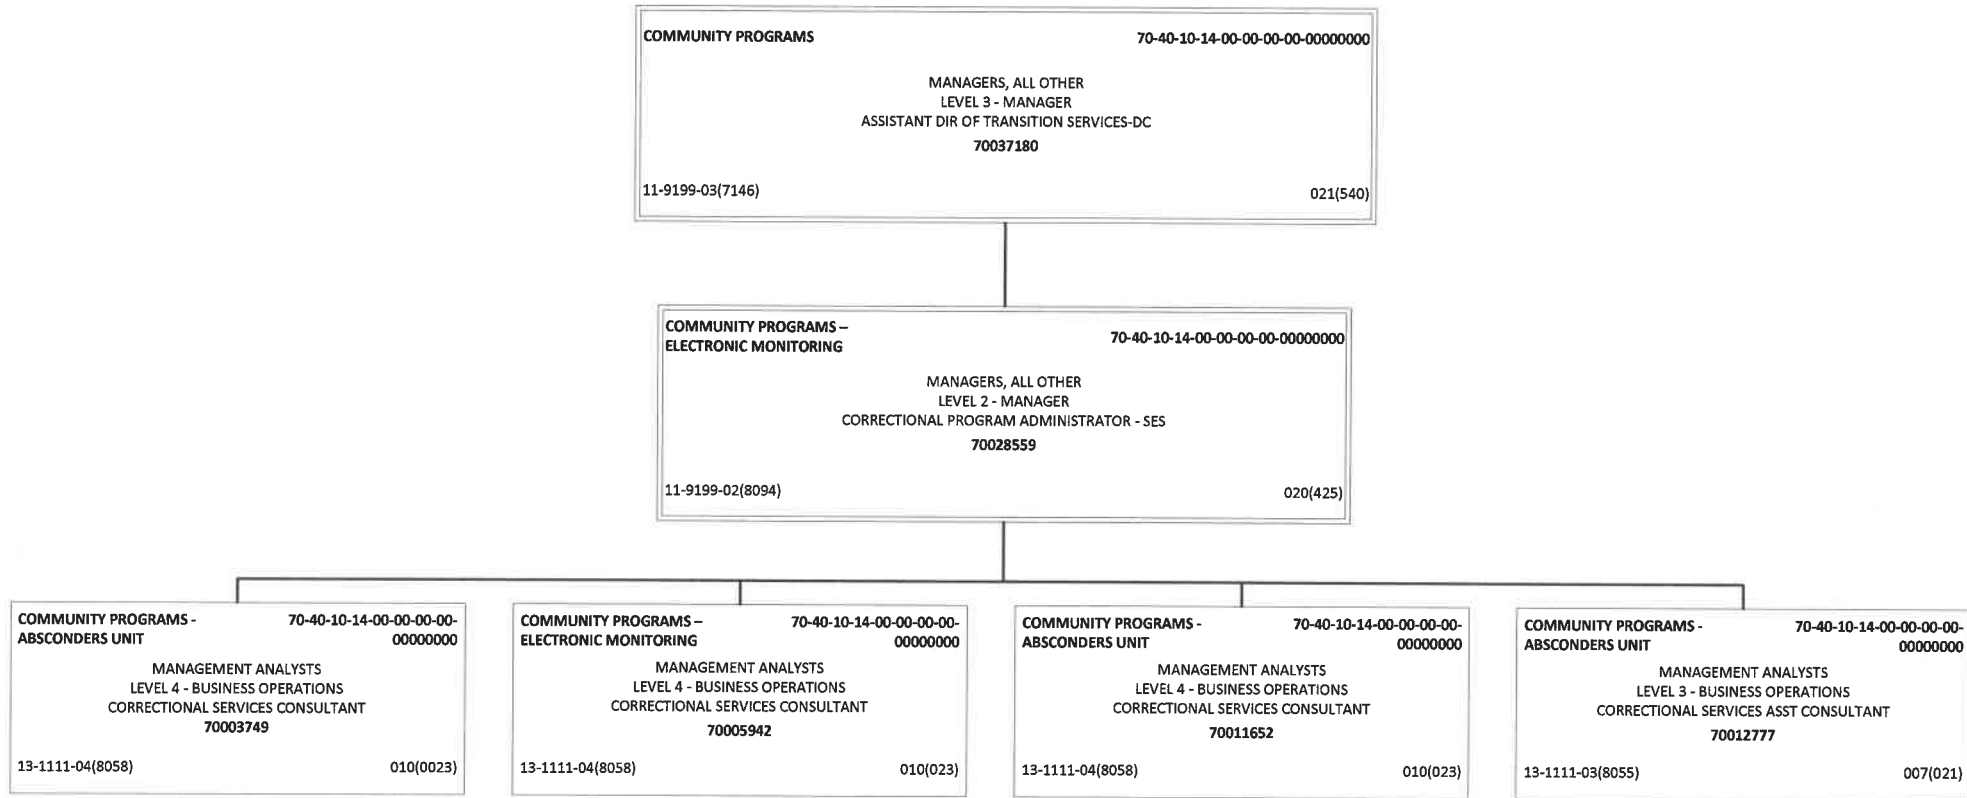 COMMUNITY PROGRAMS 70-40-10-14-00-00-00-00-00000000
MANAGERS, ALL OTHER
LEVEL 3 - MANAGER
ASSISTANT DIR OF TRANSITION SERVICES-DC
70037180
11-9199-03(7146) 021(540)
COMMUNITY PROGRAMS –
ELECTRONIC MONITORING
70-40-10-14-00-00-00-00-00000000
MANAGERS, ALL OTHER
LEVEL 2 - MANAGER
CORRECTIONAL PROGRAM ADMINISTRATOR - SES
70028559
11-9199-02(8094) 020(425)
COMMUNITY PROGRAMS - 70-40-10-14-00-00-00-00-
ABSCONDERS UNIT 00000000
MANAGEMENT ANALYSTS
LEVEL 4 - BUSINESS OPERATIONS
CORRECTIONAL SERVICES CONSULTANT
70003749
13-1111-04(8058) 010(0023)
COMMUNITY PROGRAMS – 70-40-10-14-00-00-00-00-
ELECTRONIC MONITORING 00000000
MANAGEMENT ANALYSTS
LEVEL 4 - BUSINESS OPERATIONS
CORRECTIONAL SERVICES CONSULTANT
70005942
13-1111-04(8058) 010(023)
COMMUNITY PROGRAMS - 70-40-10-14-00-00-00-00-
ABSCONDERS UNIT 00000000
MANAGEMENT ANALYSTS
LEVEL 4 - BUSINESS OPERATIONS
CORRECTIONAL SERVICES CONSULTANT
70011652
13-1111-04(8058) 010(023)
COMMUNITY PROGRAMS - 70-40-10-14-00-00-00-00-
ABSCONDERS UNIT 00000000
MANAGEMENT ANALYSTS
LEVEL 3 - BUSINESS OPERATIONS
CORRECTIONAL SERVICES ASST CONSULTANT
70012777
13-1111-03(8055) 007(021)